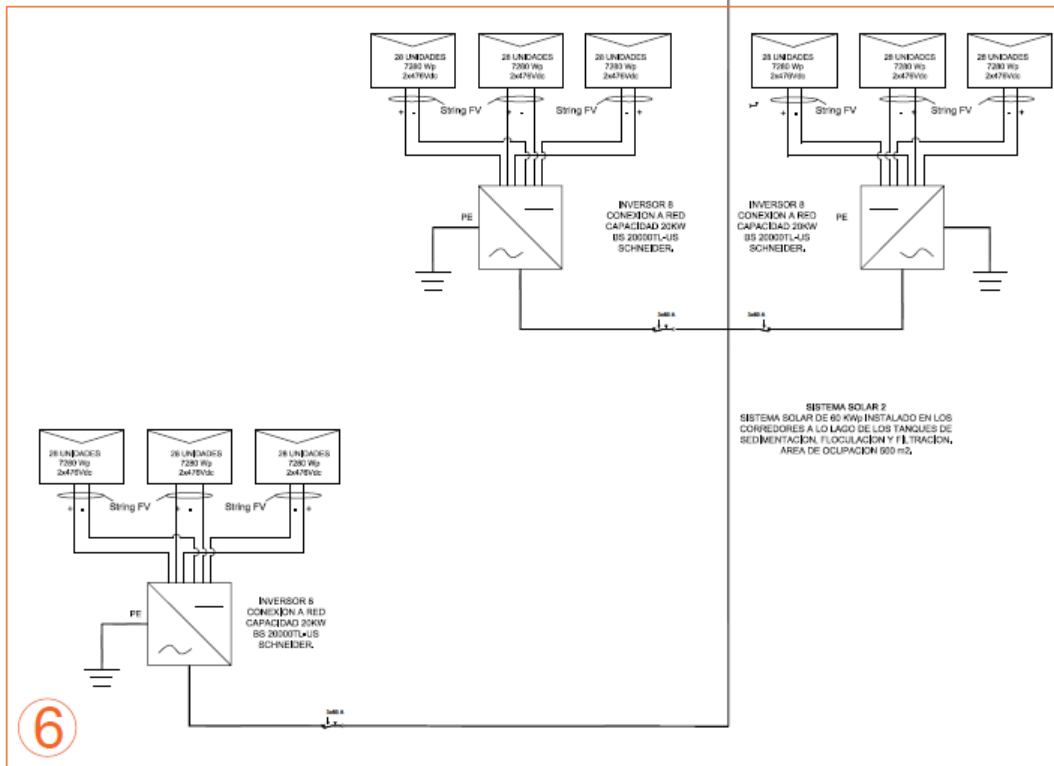 28 UNIDADES
7280 Wp
2x476Vdc
28 UNIDADES
7280 Wp
2x476Vdc
28 UNIDADES
7280 Wp
2x476Vdc
28 UNIDADES
7280 Wp
2x476Vdc
28 UNIDADES
7280 Wp
2x476Vdc
28 UNIDADES
7280 Wp
2x476Vdc
+ -
String FV
+ -
String FV
- +
+ -
String FV
- +
String FV
- +
PE
INVERSOR 8
CONEXION A RED
CAPACIDAD 20KW
BS 20000TL-US
SCHNEIDER.
INVERSOR 8
CONEXION A RED
CAPACIDAD 20KW
BS 20000TL-US
SCHNEIDER.
PE
3x60 A
3x60 A
SISTEMA SOLAR 2
SISTEMA SOLAR DE 60 KWp INSTALADO EN LOS
CORREDORES A LO LAGO DE LOS TANQUES DE
SEDIMENTACION, FLOCULACION Y FILTRACION,
AREA DE OCUPACION 600 m2.
28 UNIDADES
7280 Wp
2x476Vdc
28 UNIDADES
7280 Wp
2x476Vdc
28 UNIDADES
7280 Wp
2x476Vdc
+ -
String FV
+ -
String FV
- +
PE
INVERSOR 8
CONEXION A RED
CAPACIDAD 20KW
BS 20000TL-US
SCHNEIDER.
3x60 A
6